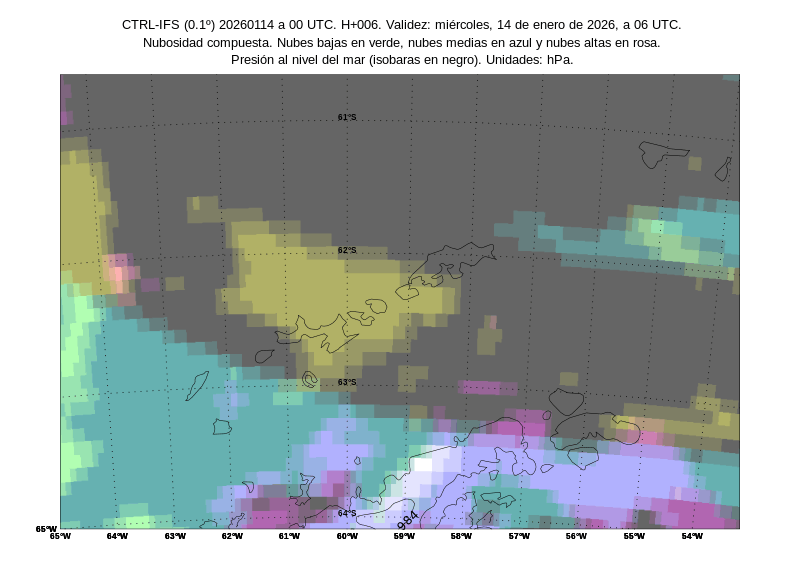 CTRL-IFS (0.1º) 20260114 a 00 UTC. H+006. Validez: miércoles, 14 de enero de 2026, a 06 UTC.
Nubosidad compuesta. Nubes bajas en verde, nubes medias en azul y nubes altas en rosa.
Presión al nivel del mar (isobaras en negro). Unidades: hPa.
61°S
62°S
63°S
64°S
984
65°W
65°W 64°W 63°W 62°W 61°W 60°W 59°W 58°W 57°W 56°W 55°W 54°W